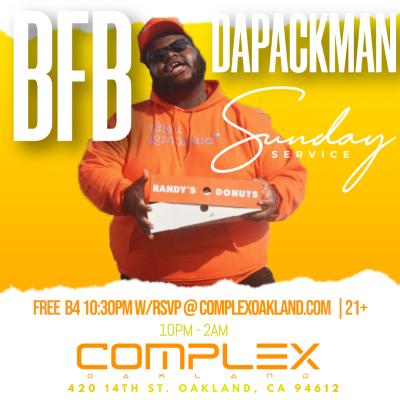 BFB
DAPACKMAN
Sunday
SERVICE
RANDY'S DONUTS
FREE B4 10:30PM W/RSVP @ COMPLEXOAKLAND.COM | 21+
10PM - 2AM
COMPLEX
OAKLAND
420 14TH ST. OAKLAND, CA 94612